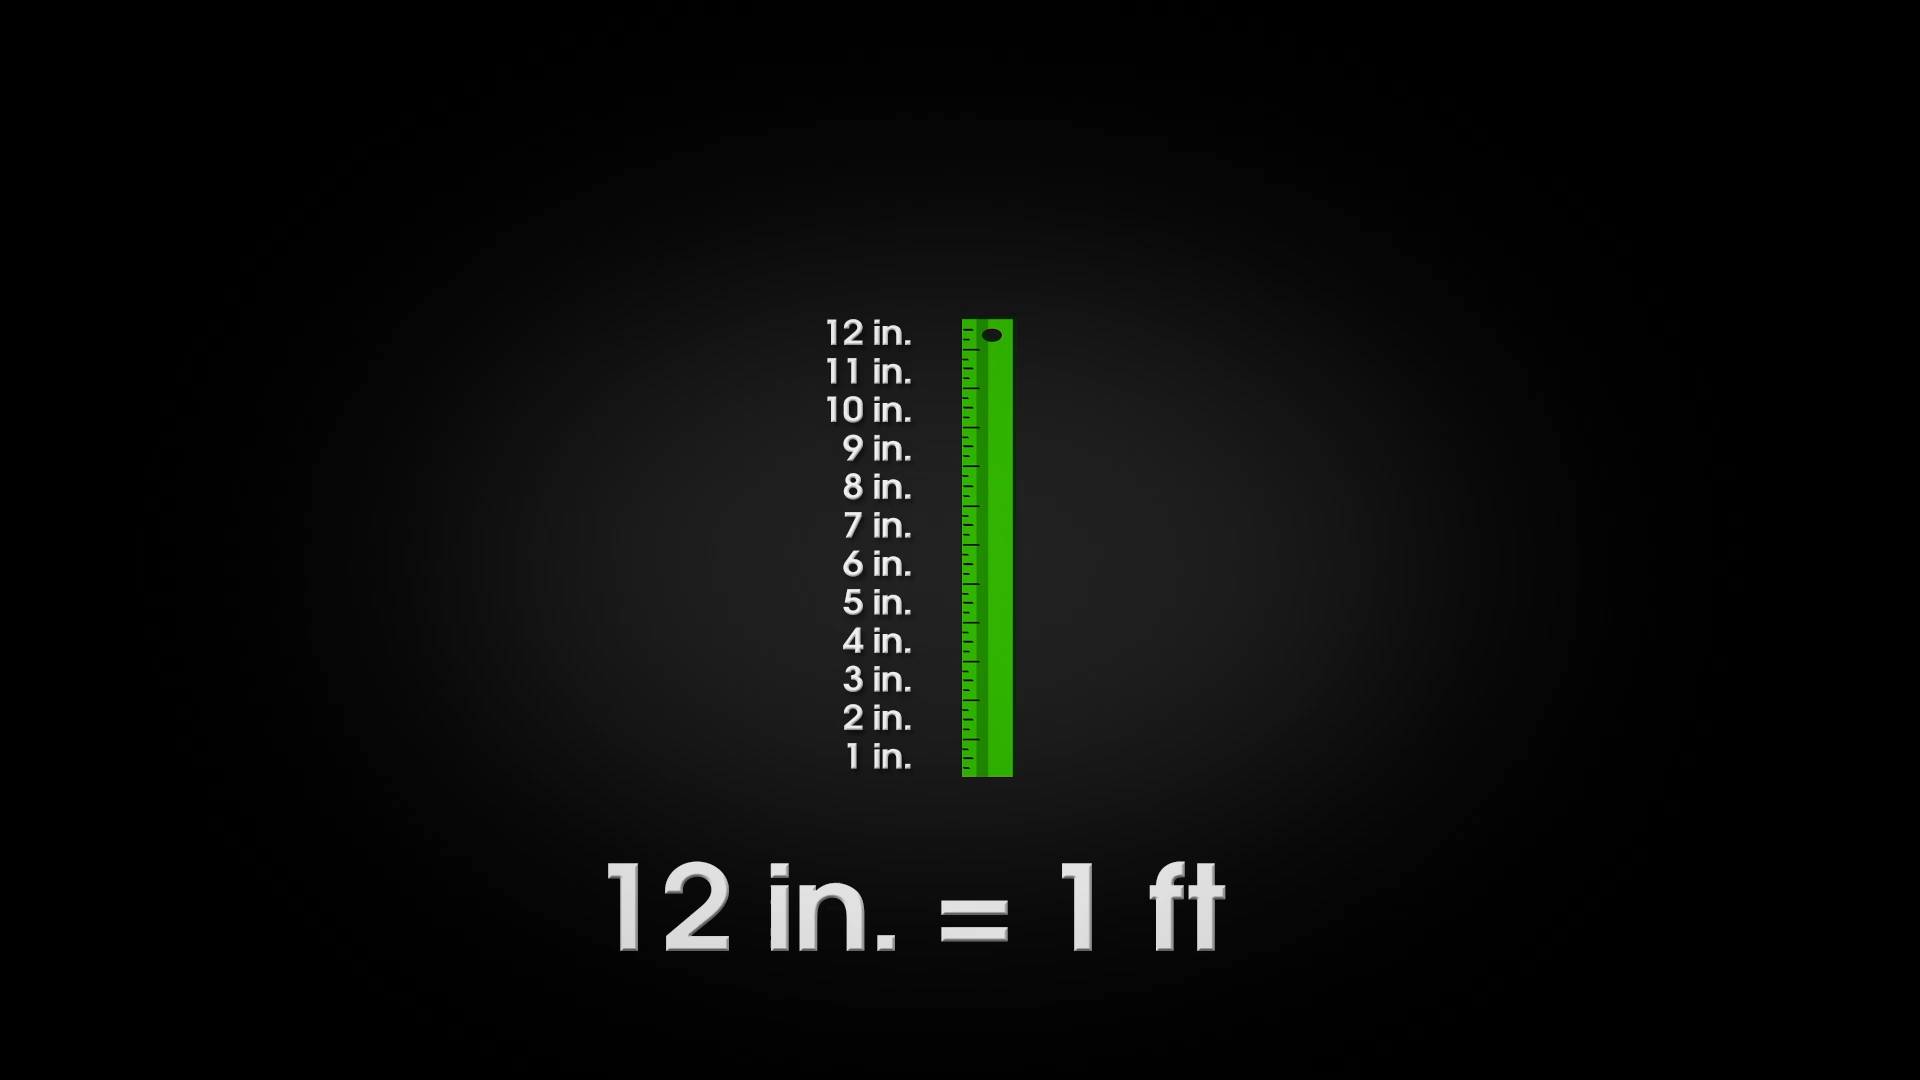 12 in.
11 in.
10 in.
9 in.
8 in.
7 in.
6 in.
5 in.
4 in.
3 in.
2 in.
1 in.
12 in. = 1 ft